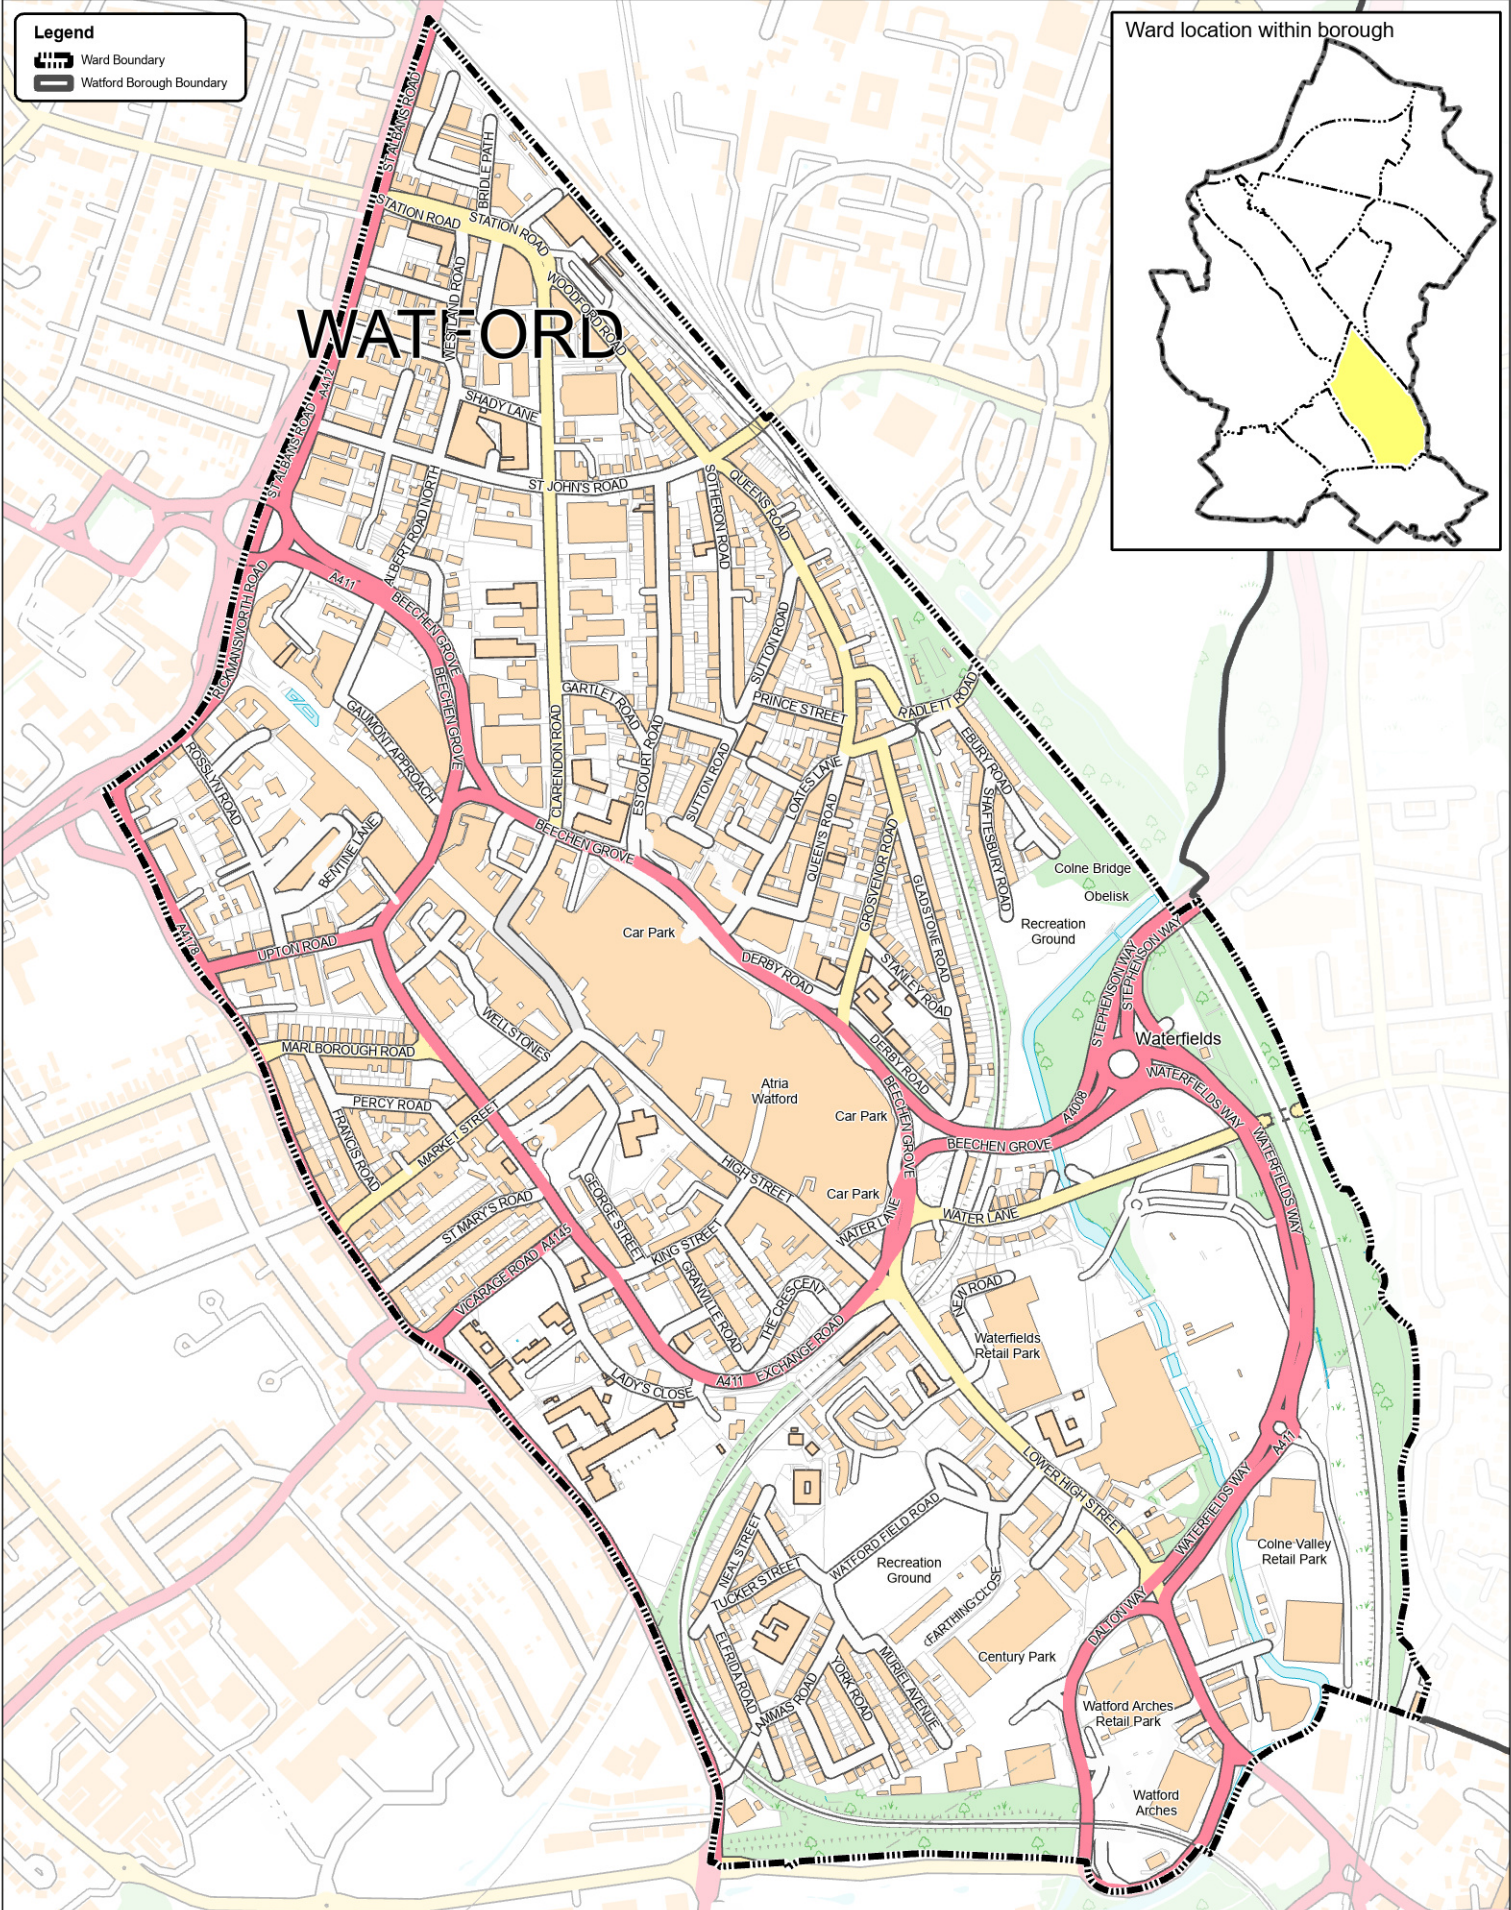 Legend
Ward Boundary
Watford Borough Boundary
Ward location within borough
ST ALBANS ROAD
BRIDLE PATH
STATION ROAD
STATION ROAD
WESTLAND ROAD
WOODFORD ROAD
WATFORD
A412
ST ALBANS ROAD
SHADY LANE
ST JOHN'S ROAD
SOTHERON ROAD
QUEENS ROAD
ALBERT ROAD NORTH
A411
BEECHEN GROVE
RICKMANSWORTH ROAD
SUTTON ROAD
BEECHEN GROVE
GAUMONT APPROACH
GARTLET ROAD
PRINCE STREET
RADLETT ROAD
CLARENDON ROAD
ESTCOURT ROAD
SUTTON ROAD
LOATES LANE
EBURY ROAD
ROSSLYN ROAD
SHAFTESBURY ROAD
QUEEN'S ROAD
BENTINE LANE
BEECHEN GROVE
GROSVENOR ROAD
GLADSTONE ROAD
Colne Bridge
Obelisk
Recreation
Ground
A4178
UPTON ROAD
Car Park
DERBY ROAD
STANLEY ROAD
STEPHENSON WAY
STEPHENSON WAY
WELLSTONES
MARLBOROUGH ROAD
DERBY ROAD
Waterfields
WATERFIELDS WAY
PERCY ROAD
FRANCIS ROAD
MARKET STREET
Atria
Watford
Car Park
BEECHEN GROVE
A4008
BEECHEN GROVE
WATERFIELDS WAY
HIGH STREET
Car Park
GEORGE STREET
ST MARY'S ROAD
WATER LANE
WATER LANE
KING STREET
VICARAGE ROAD
A4145
GRANVILLE ROAD
THE CRESCENT
NEW ROAD
Waterfields
Retail Park
EXCHANGE ROAD
A411
LADY'S CLOSE
A411
LOWER HIGH STREET
WATERFIELDS WAY
NEAL STREET
WATFORD FIELD ROAD
Colne Valley
Retail Park
Recreation
Ground
TUCKER STREET
FARTHING CLOSE
DALTON WAY
ELFRIDA ROAD
Century Park
MURIEL AVENUE
YORK ROAD
LAMMAS ROAD
Watford Arches
Retail Park
Watford
Arches